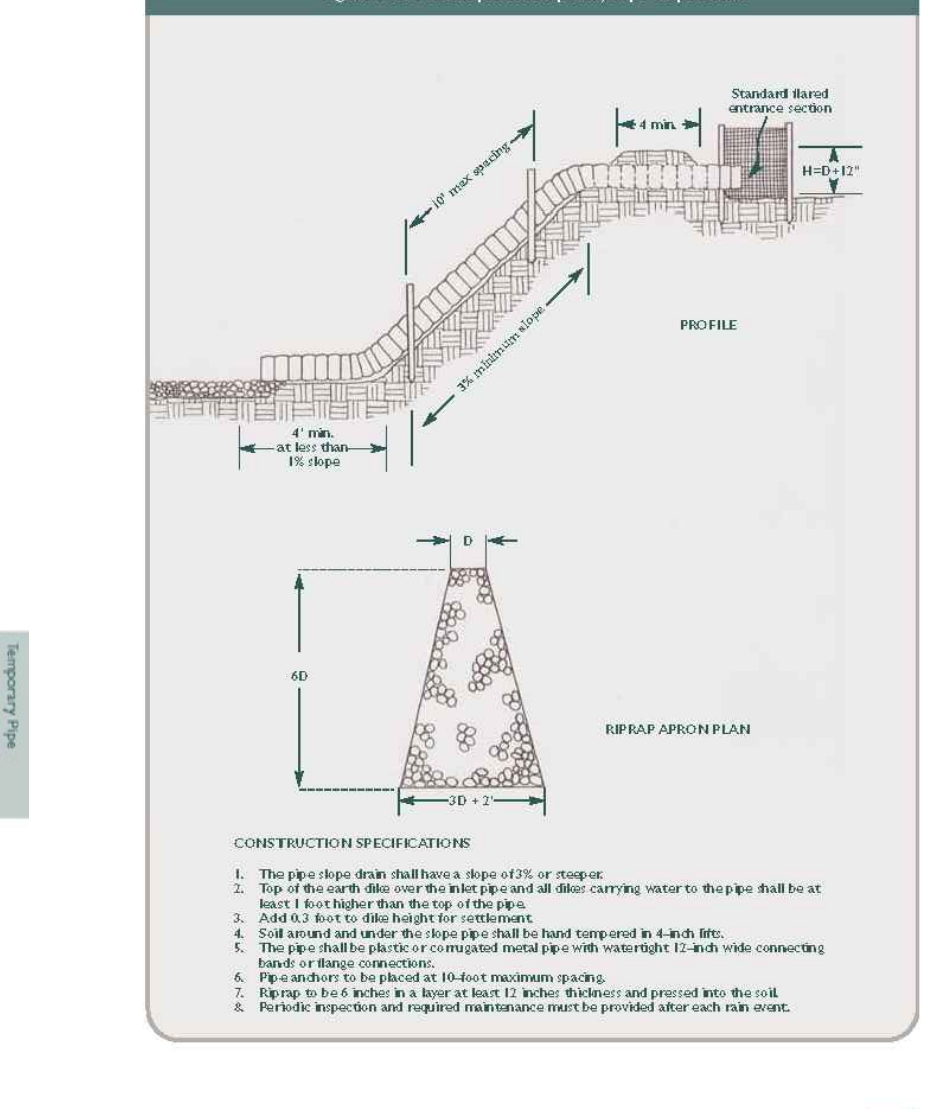 Standard flared
entrance section
4 min.
10' max spacing
H=D+12"
PROFILE
3% minimum slope
4' min.
at less than
1% slope
D
6D
Temporary Pipe
RIPRAP APRON PLAN
3D + 2'
CONSTRUCTION SPECIFICATIONS
1. The pipe slope drain shall have a slope of 3% or steeper.
2. Top of the earth dike over the inlet pipe and all dikes carrying water to the pipe shall be at
least 1 foot higher than the top of the pipe.
3. Add 0.3 foot to dike height for settlement.
4. Soil around and under the slope pipe shall be hand tempered in 4-inch lifts.
5. The pipe shall be plastic or corrugated metal pipe with watertight 12-inch wide connecting
bands or flange connections.
6. Pipe anchors to be placed at 10-foot maximum spacing.
7. Riprap to be 6 inches in a layer at least 12 inches thickness and pressed into the soil.
8. Periodic inspection and required maintenance must be provided after each rain event.